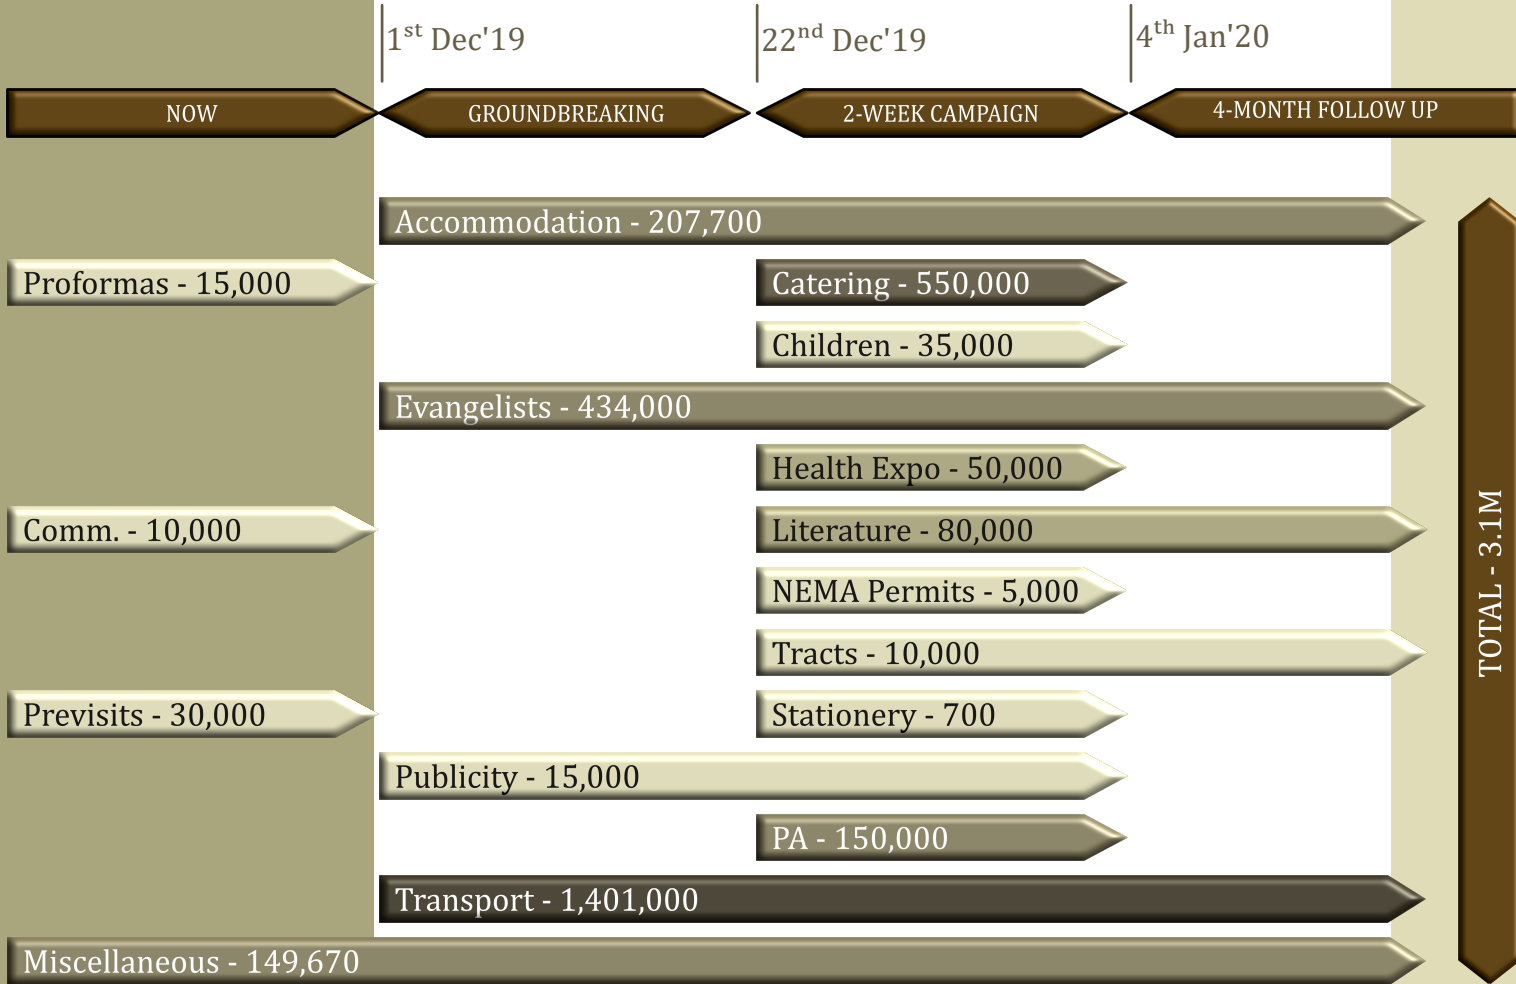 1st Dec'19
22nd Dec'19
4th Jan'20
NOW
GROUNDBREAKING
2-WEEK CAMPAIGN
4-MONTH FOLLOW UP
Accommodation - 207,700
Proformas - 15,000
Catering - 550,000
Children - 35,000
Evangelists - 434,000
Health Expo - 50,000
Comm. - 10,000
Literature - 80,000
NEMA Permits - 5,000
Tracts - 10,000
Previsits - 30,000
Stationery - 700
Publicity - 15,000
PA - 150,000
Transport - 1,401,000
Miscellaneous - 149,670
TOTAL - 3.1M